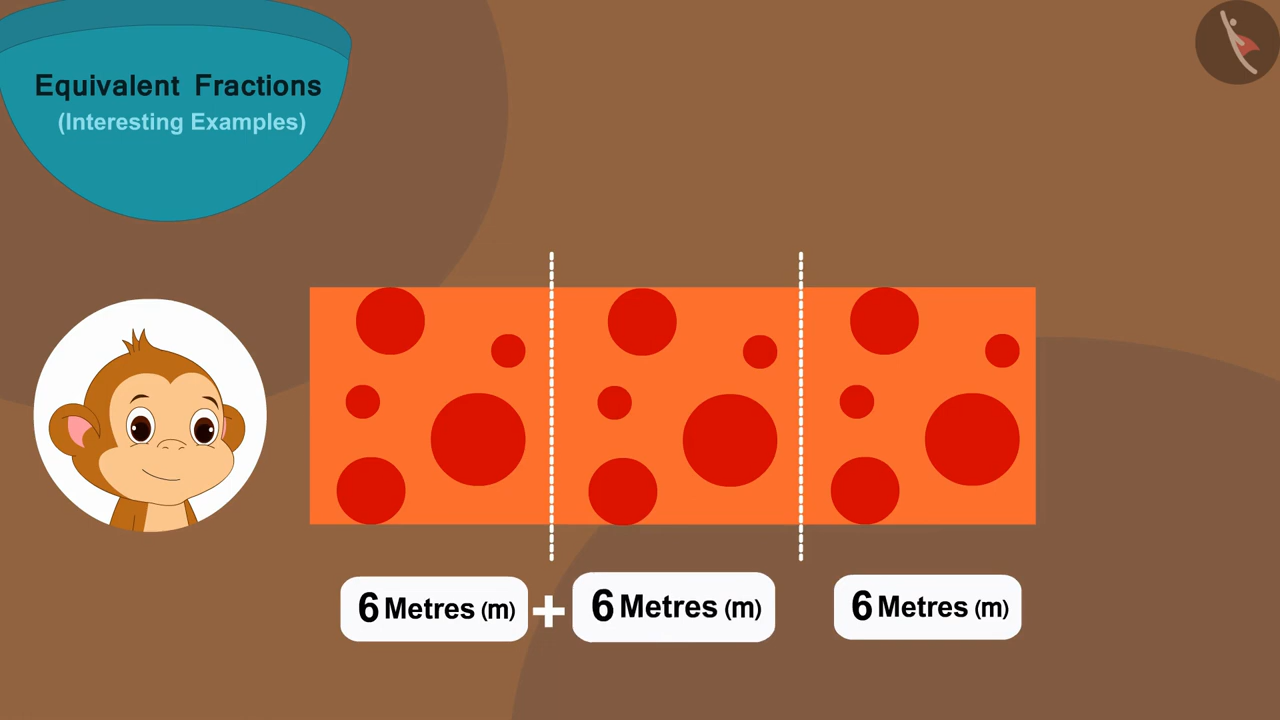 Equivalent Fractions
(Interesting Examples)
6 Metres (m) + 6 Metres (m) 6 Metres (m)